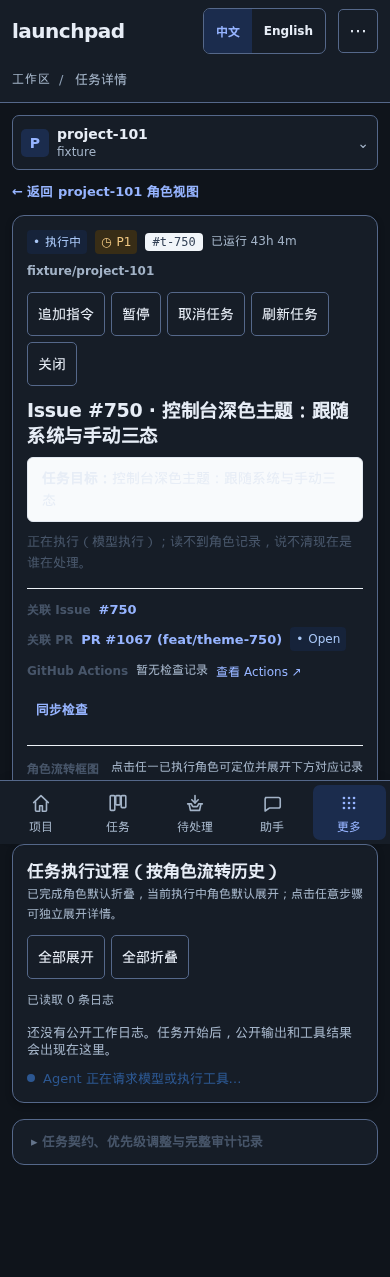 launchpad
中文 English ⋯
工作区 / 任务详情
P project-101
fixture
← 返回 project-101 角色视图
• 执行中 ◷ P1 #t-750 已运行 43h 4m
fixture/project-101
追加指令 暂停 取消任务 刷新任务
关闭
Issue #750 · 控制台深色主题：跟随
系统与手动三态
任务目标：控制台深色主题：跟随系统与手动三
态
正在执行（模型执行）；读不到角色记录，说不清现在是
谁在处理。
关联 Issue #750
关联 PR PR #1067 (feat/theme-750) • Open
GitHub Actions 暂无检查记录 查看 Actions ↗
同步检查
角色流转框图 点击任一已执行角色可定位并展开下方对应记录
项目 任务 待处理 助手 更多
任务执行过程（按角色流转历史）
已完成角色默认折叠，当前执行中角色默认展开；点击任意步骤
可独立展开详情。
全部展开 全部折叠
已读取 0 条日志
还没有公开工作日志。任务开始后，公开输出和工具结果
会出现在这里。
Agent 正在请求模型或执行工具...
▸ 任务契约、优先级调整与完整审计记录